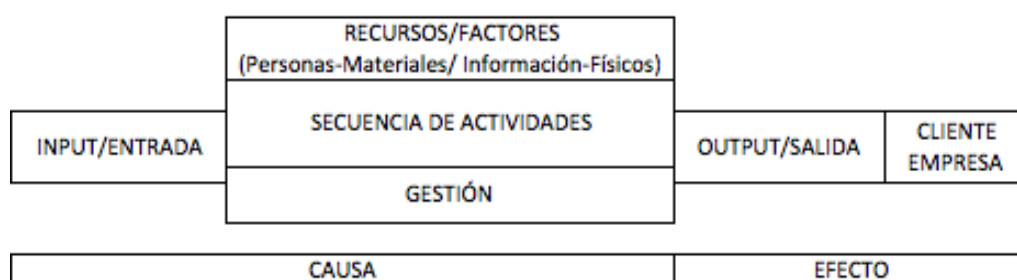 RECURSOS/FACTORES
(Personas-Materiales/ Información-Físicos)
SECUENCIA DE ACTIVIDADES
INPUT/ENTRADA
OUTPUT/SALIDA
CLIENTE
EMPRESA
GESTIÓN
CAUSA
EFECTO